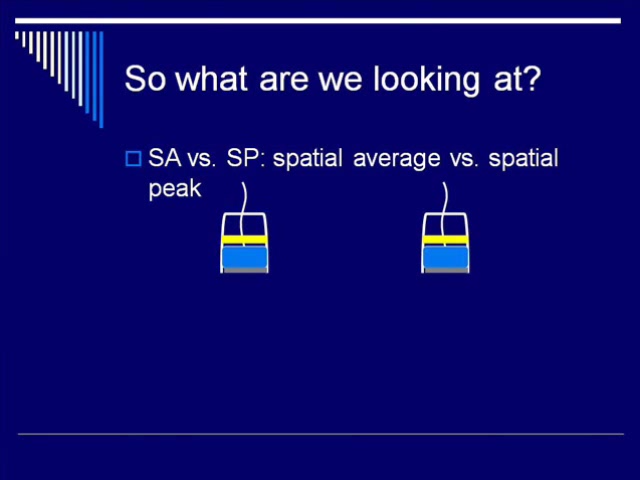 So what are we looking at?
SA vs. SP: spatial average vs. spatial
peak